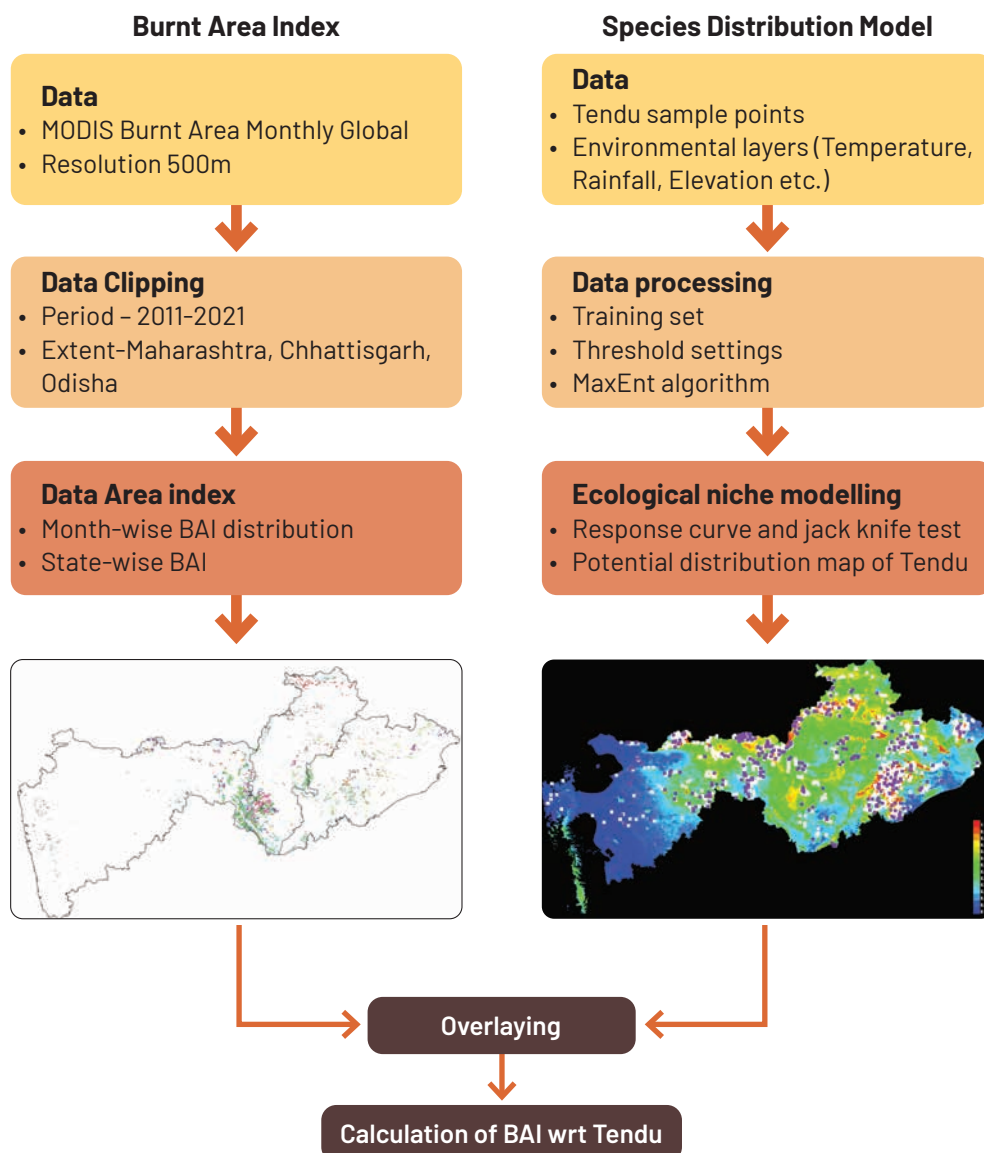 Burnt Area Index
Data
• MODIS Burnt Area Monthly Global
• Resolution 500m
Data Clipping
• Period – 2011-2021
• Extent-Maharashtra, Chhattisgarh,
Odisha
Data Area index
• Month-wise BAI distribution
• State-wise BAI
Species Distribution Model
Data
• Tendu sample points
• Environmental layers (Temperature,
Rainfall, Elevation etc.)
Data processing
• Training set
• Threshold settings
• MaxEnt algorithm
Ecological niche modelling
• Response curve and jack knife test
• Potential distribution map of Tendu
Overlaying
Calculation of BAI wrt Tendu